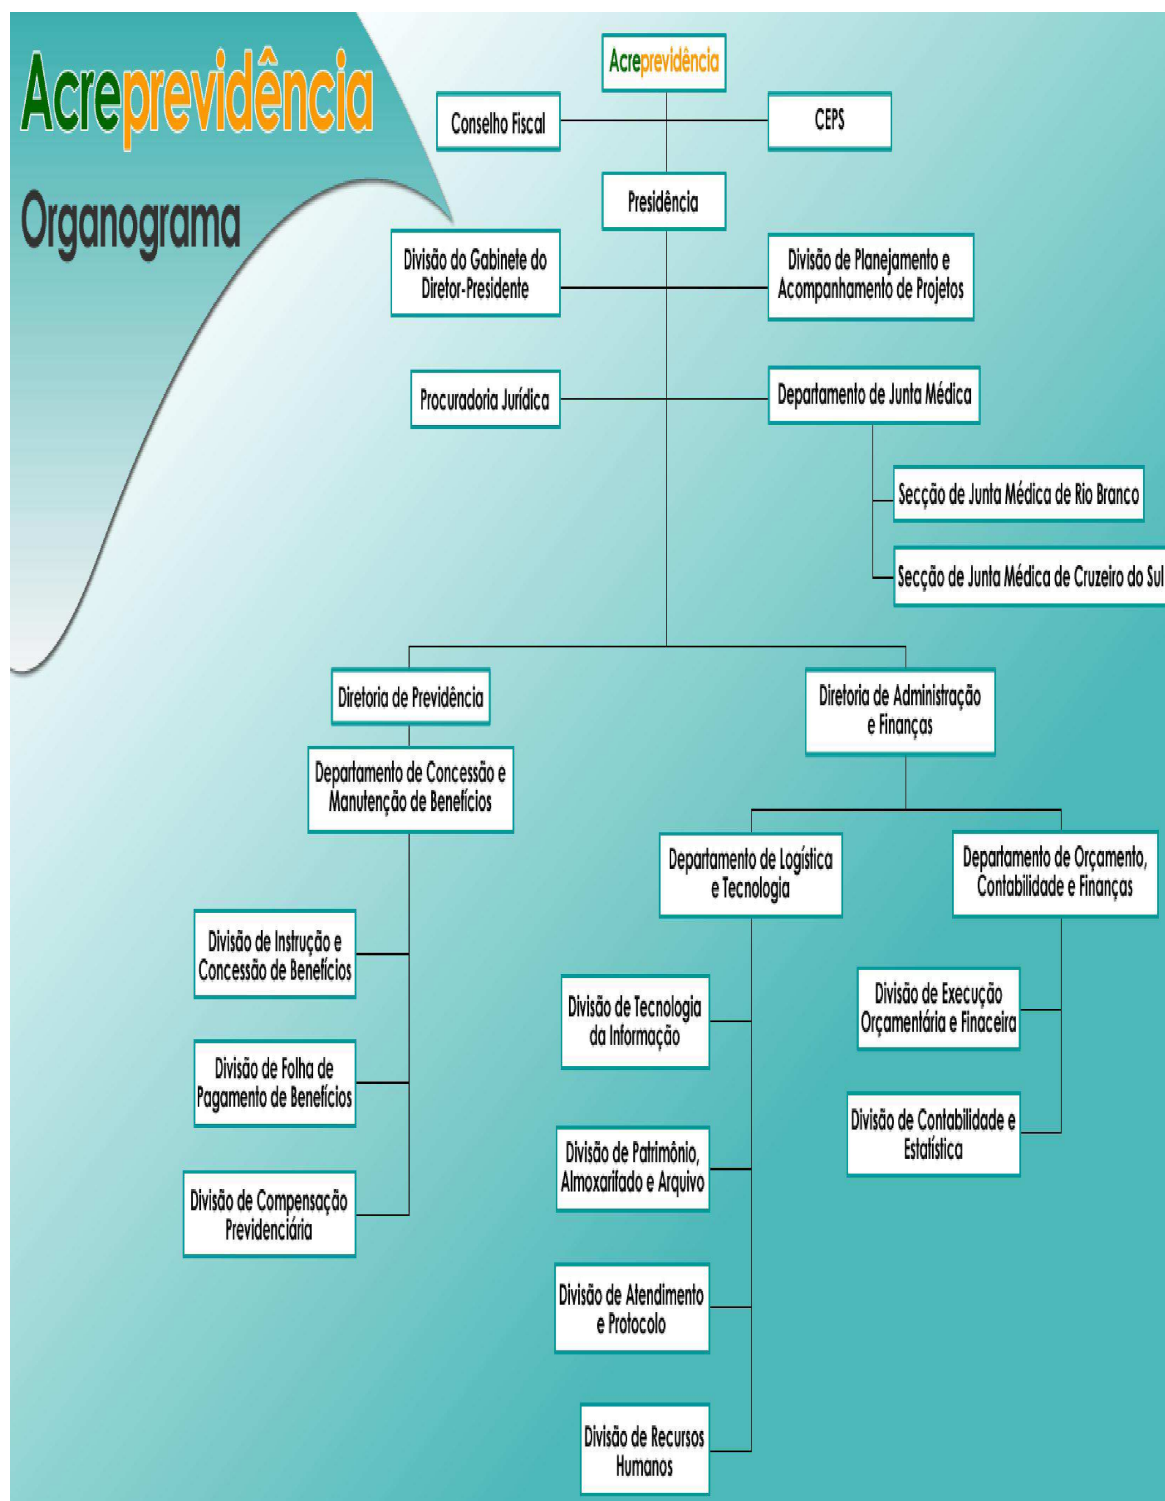 Acreprevidência
Organograma
Acreprevidência
Conselho Fiscal
CEPS
Presidência
Divisão do Gabinete do
Diretor-Presidente
Divisão de Planejamento e
Acompanhamento de Projetos
Procuradoria Jurídica
Departamento de Junta Médica
Secção de Junta Médica de Rio Branco
Secção de Junta Médica de Cruzeiro do Sul
Diretoria de Previdência
Diretoria de Administração
e Finanças
Departamento de Concessão e
Manutenção de Benefícios
Departamento de Logística
e Tecnologia
Departamento de Orçamento,
Contabilidade e Finanças
Divisão de Instrução e
Concessão de Benefícios
Divisão de Folha de
Pagamento de Benefícios
Divisão de Compensação
Previdenciária
Divisão de Tecnologia
da Informação
Divisão de Patrimônio,
Almoxarifado e Arquivo
Divisão de Atendimento
e Protocolo
Divisão de Recursos
Humanos
Divisão de Execução
Orçamentária e Finaceira
Divisão de Contabilidade e
Estatística